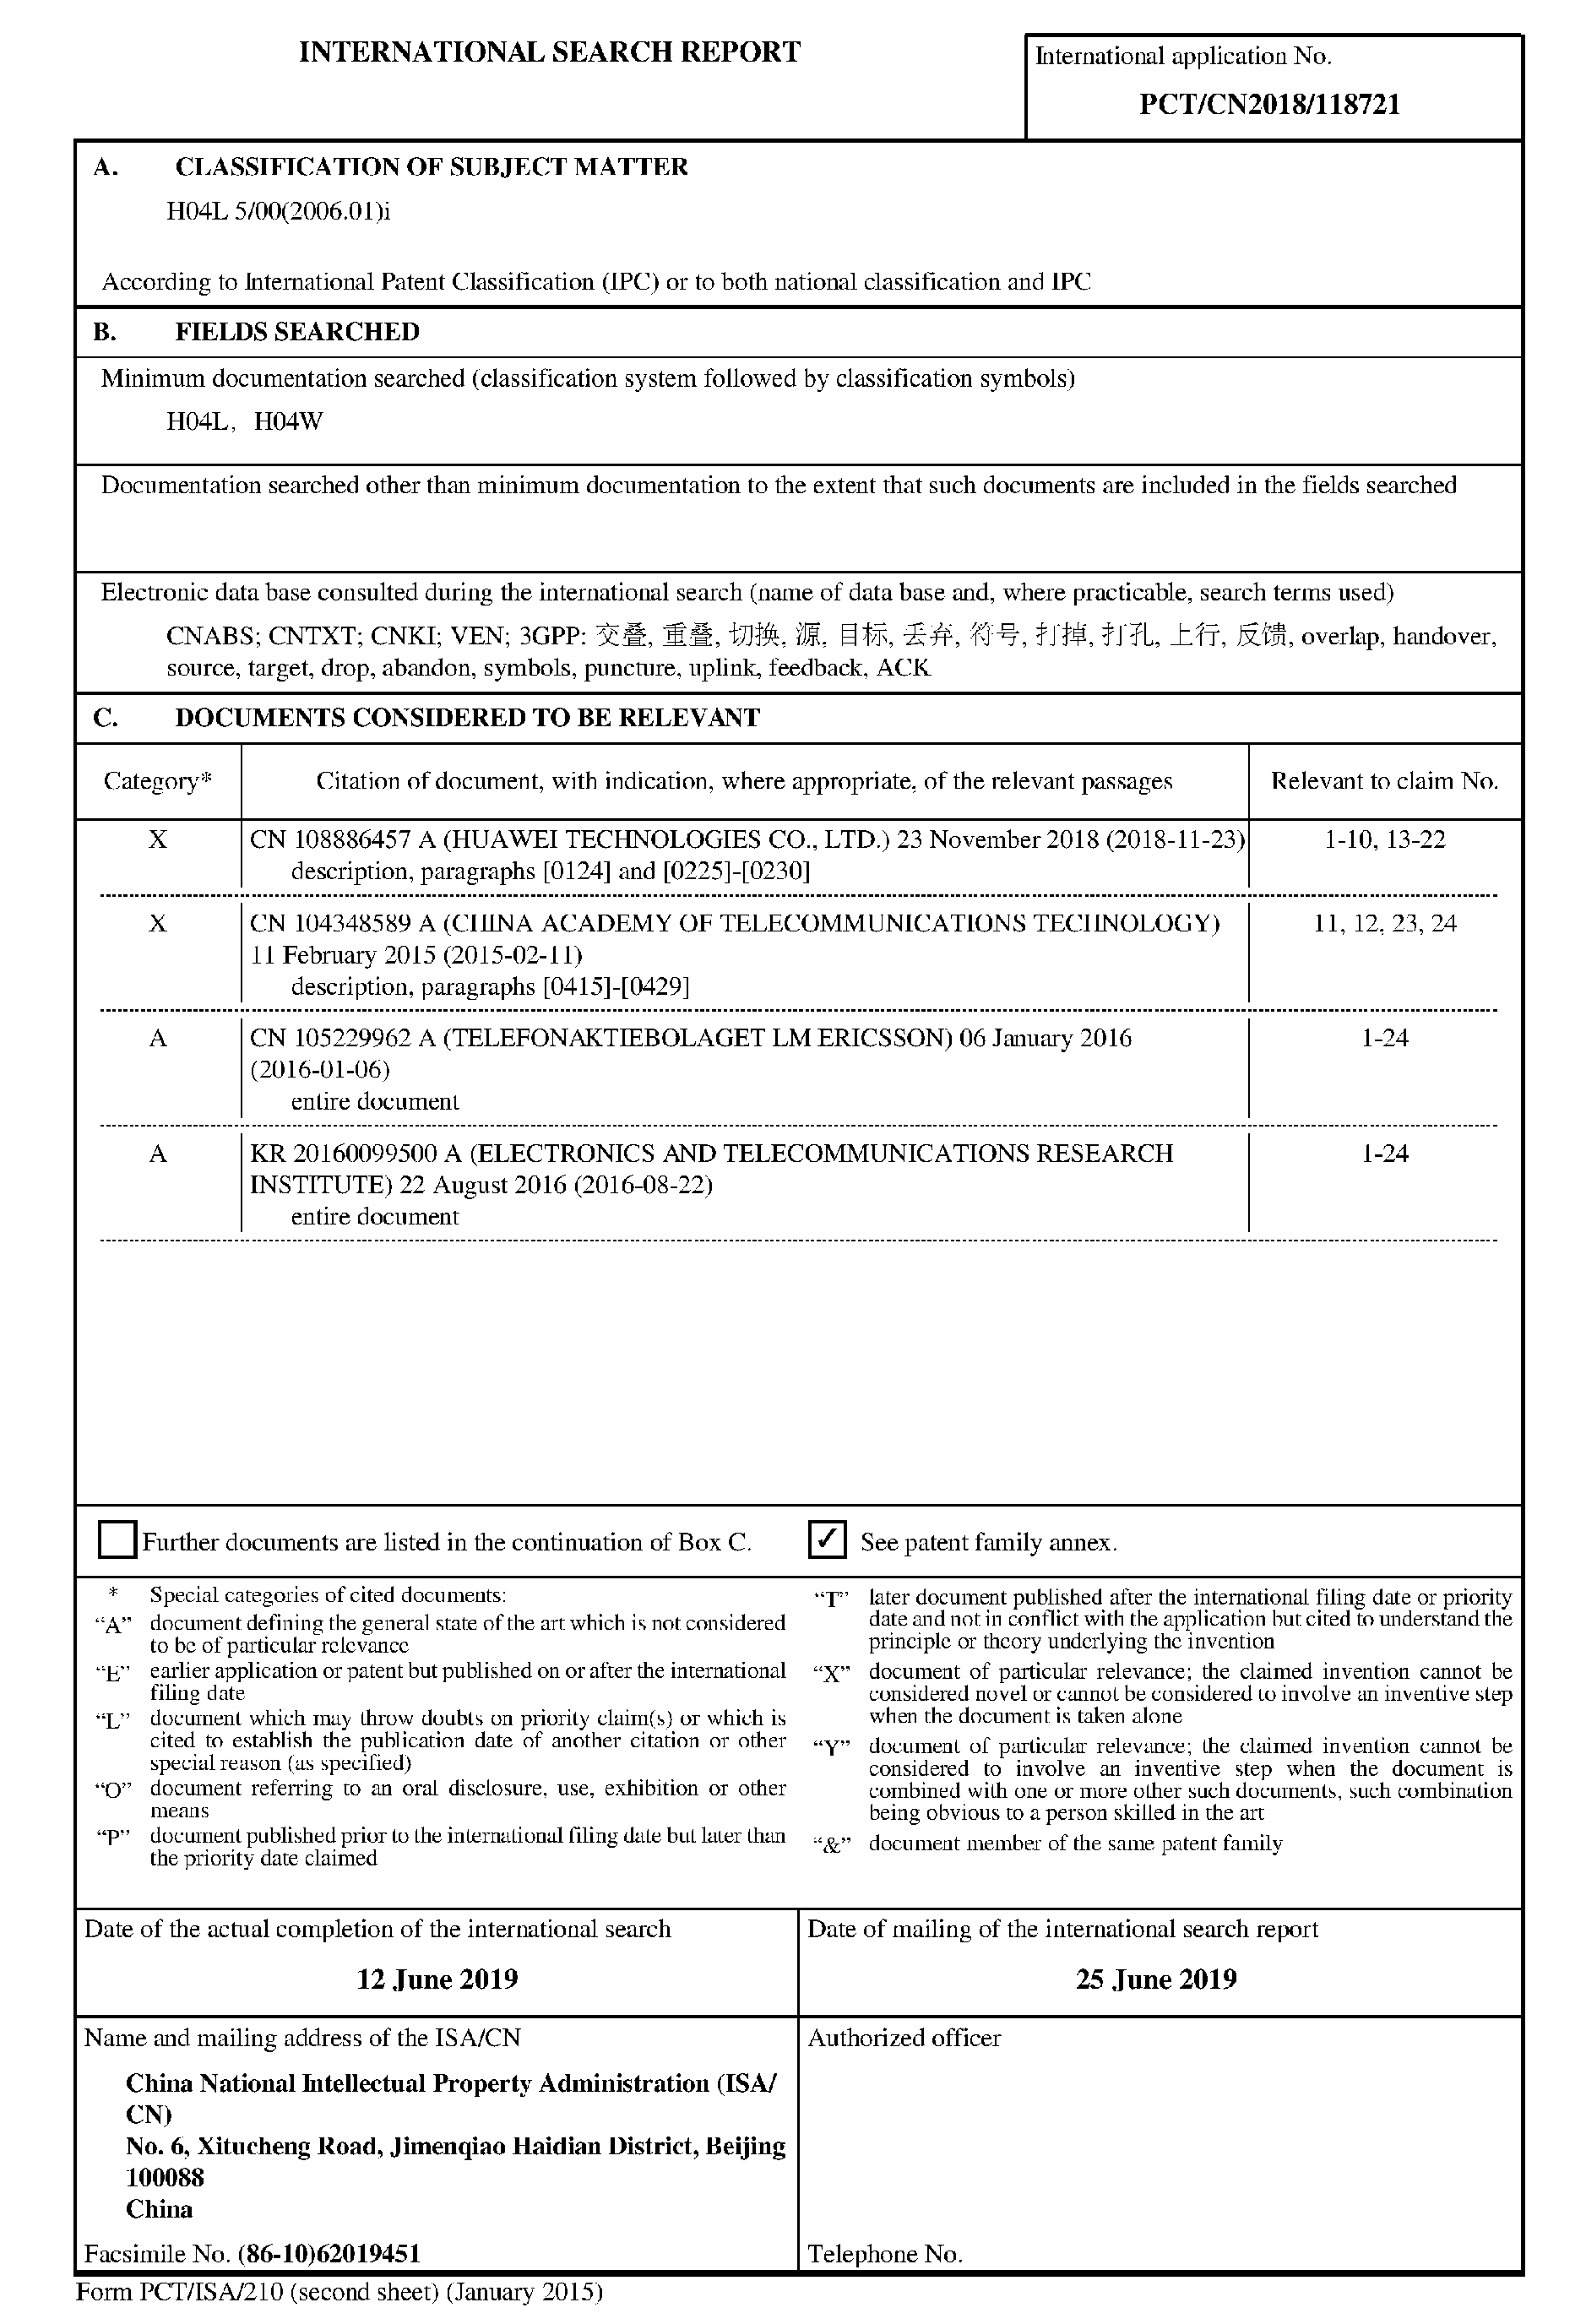 INTERNATIONAL SEARCH REPORT
International application No.
PCT/CN2018/118721
A. CLASSIFICATION OF SUBJECT MATTER
H04L 5/00(2006.01)i
According to International Patent Classification (IPC) or to both national classification and IPC
B. FIELDS SEARCHED
Minimum documentation searched (classification system followed by classification symbols)
H04L, H04W
Documentation searched other than minimum documentation to the extent that such documents are included in the fields searched
Electronic data base consulted during the international search (name of data base and, where practicable, search terms used)
CNABS; CNTXT; CNKI; VEN; 3GPP: 交叠, 重叠, 切换, 源, 目标, 丢弃, 符号, 打掉, 打孔, 上行, 反馈, overlap, handover,
source, target, drop, abandon, symbols, puncture, uplink, feedback, ACK
C. DOCUMENTS CONSIDERED TO BE RELEVANT
Category* Citation of document, with indication, where appropriate, of the relevant passages Relevant to claim No.
X CN 108886457 A (HUAWEI TECHNOLOGIES CO., LTD.) 23 November 2018 (2018-11-23) 1-10, 13-22
description, paragraphs [0124] and [0225]-[0230]
X CN 104348589 A (CHINA ACADEMY OF TELECOMMUNICATIONS TECHNOLOGY) 11, 12, 23, 24
11 February 2015 (2015-02-11)
description, paragraphs [0415]-[0429]
A CN 105229962 A (TELEFONAKTIEBOLAGET LM ERICSSON) 06 January 2016 1-24
(2016-01-06)
entire document
A KR 20160099500 A (ELECTRONICS AND TELECOMMUNICATIONS RESEARCH 1-24
INSTITUTE) 22 August 2016 (2016-08-22)
entire document
Further documents are listed in the continuation of Box C.
✓ See patent family annex.
* Special categories of cited documents:
“A” document defining the general state of the art which is not considered
to be of particular relevance
“E” earlier application or patent but published on or after the international
filing date
“L” document which may throw doubts on priority claim(s) or which is
cited to establish the publication date of another citation or other
special reason (as specified)
“O” document referring to an oral disclosure, use, exhibition or other
means
“P” document published prior to the international filing date but later than
the priority date claimed
“T” later document published after the international filing date or priority
date and not in conflict with the application but cited to understand the
principle or theory underlying the invention
“X” document of particular relevance; the claimed invention cannot be
considered novel or cannot be considered to involve an inventive step
when the document is taken alone
“Y” document of particular relevance; the claimed invention cannot be
considered to involve an inventive step when the document is
combined with one or more other such documents, such combination
being obvious to a person skilled in the art
“&” document member of the same patent family
Date of the actual completion of the international search
12 June 2019
Date of mailing of the international search report
25 June 2019
Name and mailing address of the ISA/CN
China National Intellectual Property Administration (ISA/
CN)
No. 6, Xitucheng Road, Jimenqiao Haidian District, Beijing
100088
China
Facsimile No. (86-10)62019451
Authorized officer
Telephone No.
Form PCT/ISA/210 (second sheet) (January 2015)